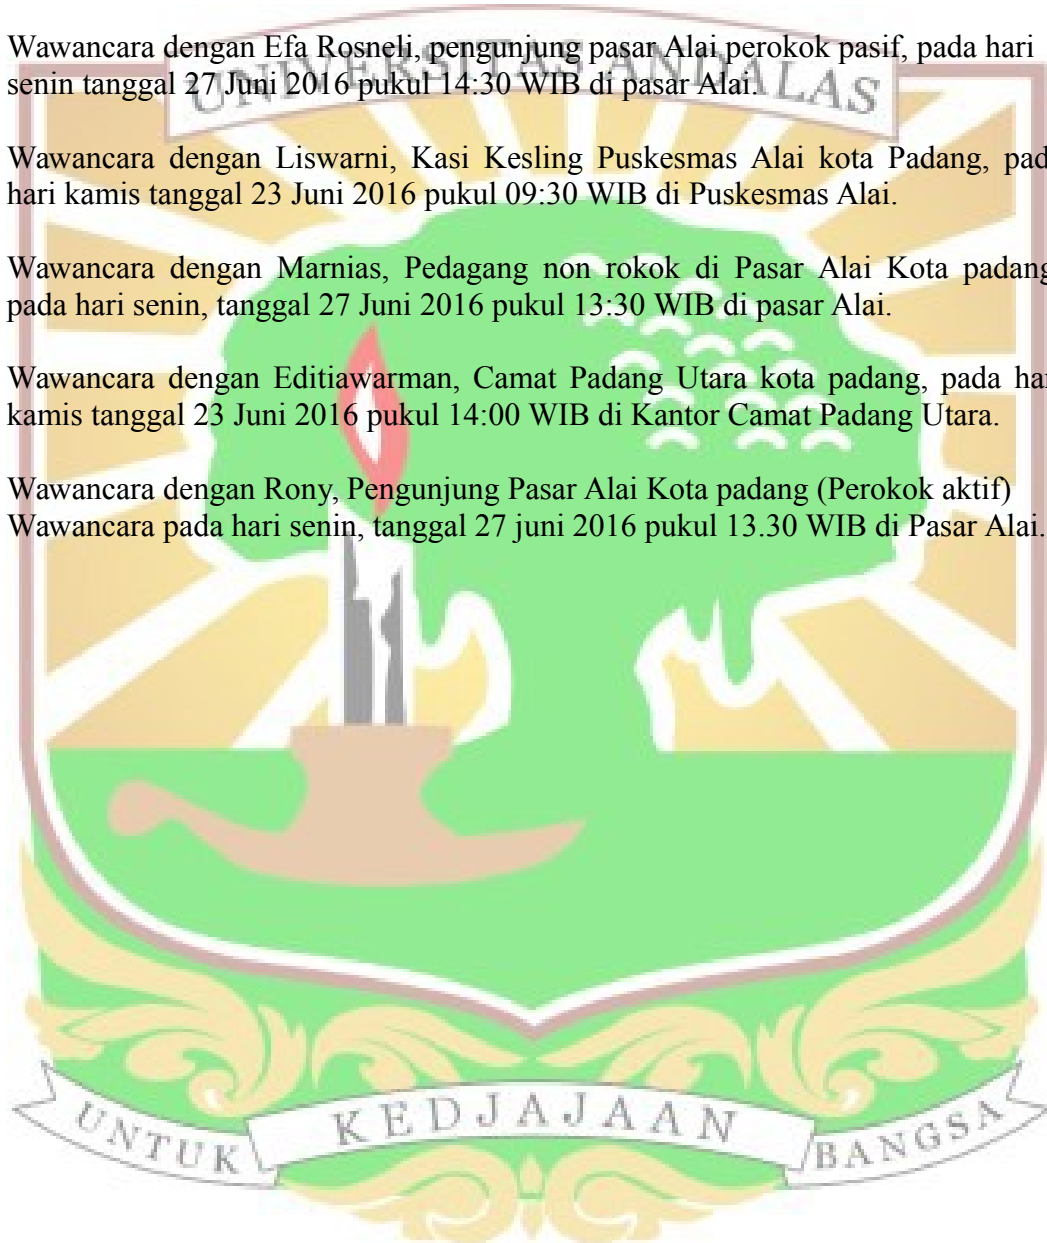 Wawancara dengan Efa Rosneli, pengunjung pasar Alai perokok pasif, pada hari
senin tanggal 27 Juni 2016 pukul 14:30 WIB di pasar Alai.
UNIVERSITAS ANDALAS
Wawancara dengan Liswarni, Kasi Kesling Puskesmas Alai kota Padang, pad
hari kamis tanggal 23 Juni 2016 pukul 09:30 WIB di Puskesmas Alai.
Wawancara dengan Marnias, Pedagang non rokok di Pasar Alai Kota padang
pada hari senin, tanggal 27 Juni 2016 pukul 13:30 WIB di pasar Alai.
Wawancara dengan Editiawarman, Camat Padang Utara kota padang, pada har
kamis tanggal 23 Juni 2016 pukul 14:00 WIB di Kantor Camat Padang Utara.
Wawancara dengan Rony, Pengunjung Pasar Alai Kota padang (Perokok aktif)
Wawancara pada hari senin, tanggal 27 juni 2016 pukul 13.30 WIB di Pasar Alai.
UNTUK KEDJAJAAN BANGSA